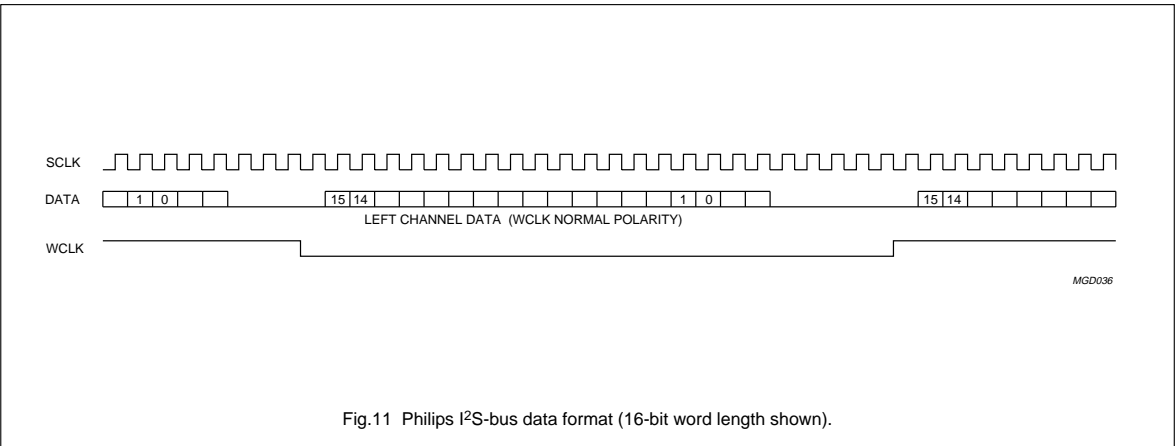 SCLK
DATA 1 0 15 14 1 0 15 14
LEFT CHANNEL DATA (WCLK NORMAL POLARITY)
WCLK
MGD036
Fig.11 Philips I²S-bus data format (16-bit word length shown).